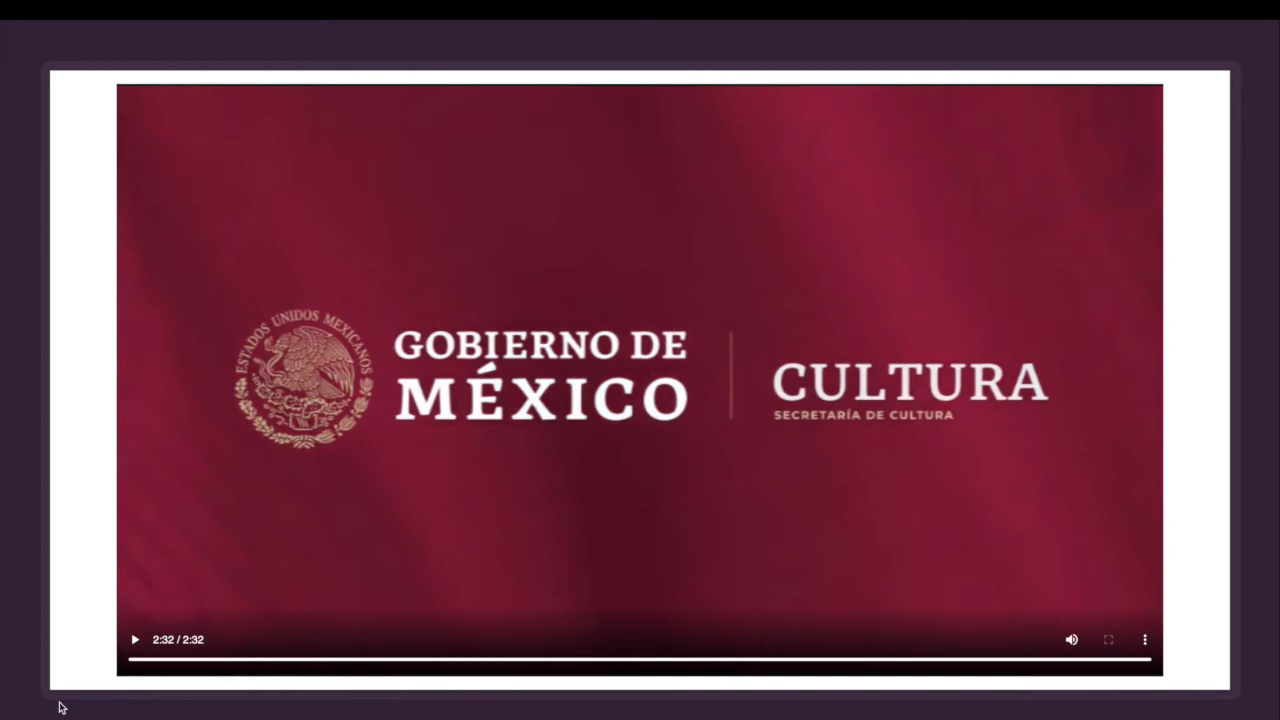 ESTADOS UNIDOS MEXICANOS
GOBIERNO DE
MÉXICO
CULTURA
SECRETARÍA DE CULTURA
2:32 / 2:32